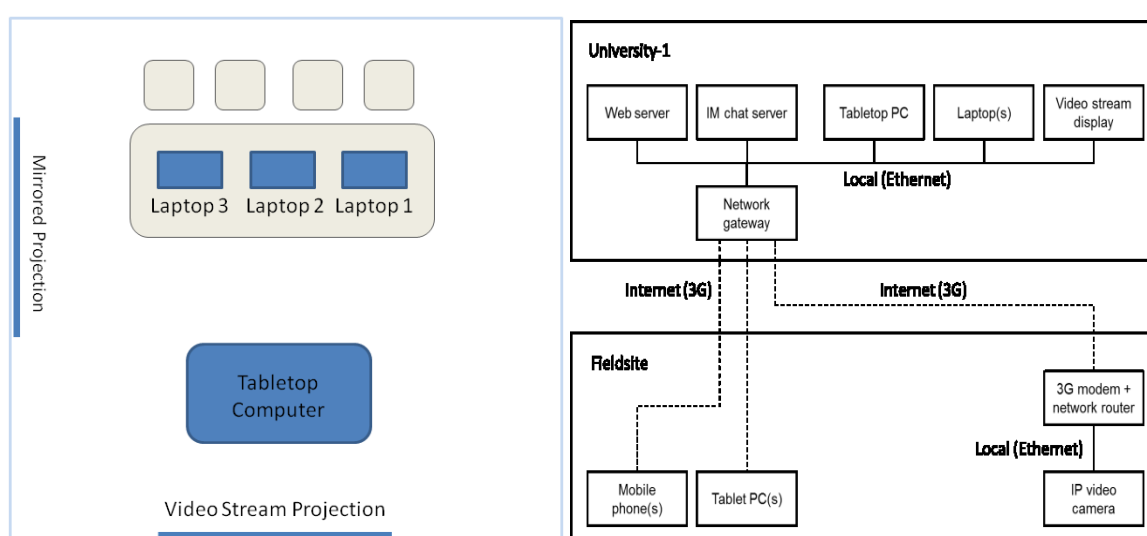 Mirrored Projection
Laptop 3
Laptop 2
Laptop 1
Tabletop
Computer
Video Stream Projection
University-1
Web server
IM chat server
Tabletop PC
Laptop(s)
Video stream
display
Local (Ethernet)
Network
gateway
Internet (3G)
Internet (3G)
Fieldsite
3G modem +
network router
Local (Ethernet)
Mobile
phone(s)
Tablet PC(s)
IP video
camera